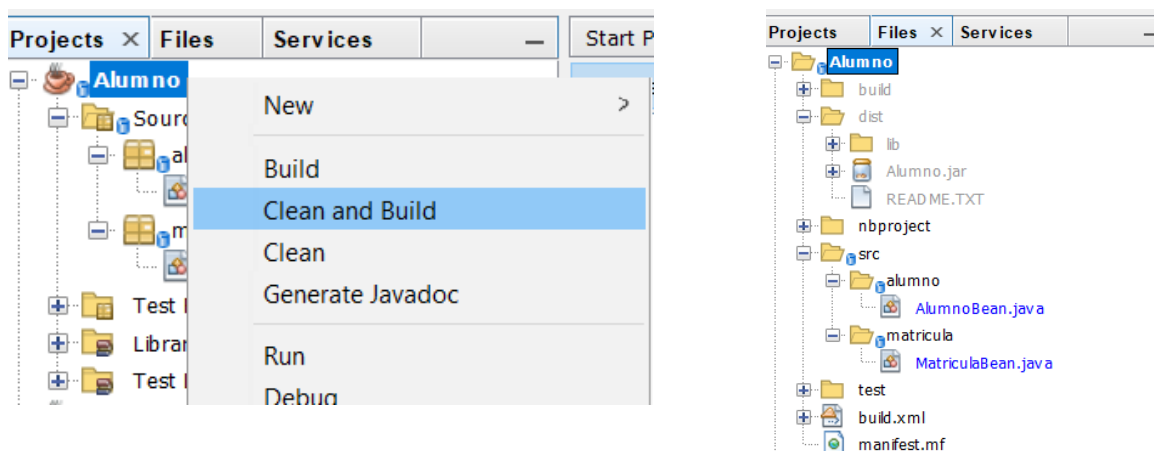 Projects × Files Services
Start P
Alumno
Sourc
al
m
Test
Librar
Test
New
Build
Clean and Build
Clean
Generate Javadoc
Run
Debug
Projects Files × Services
Alumno
build
dist
lib
Alumno.jar
README.TXT
nbproject
src
alumno
AlumnoBean.java
matricula
MatriculaBean.java
test
build.xml
manifest.mf